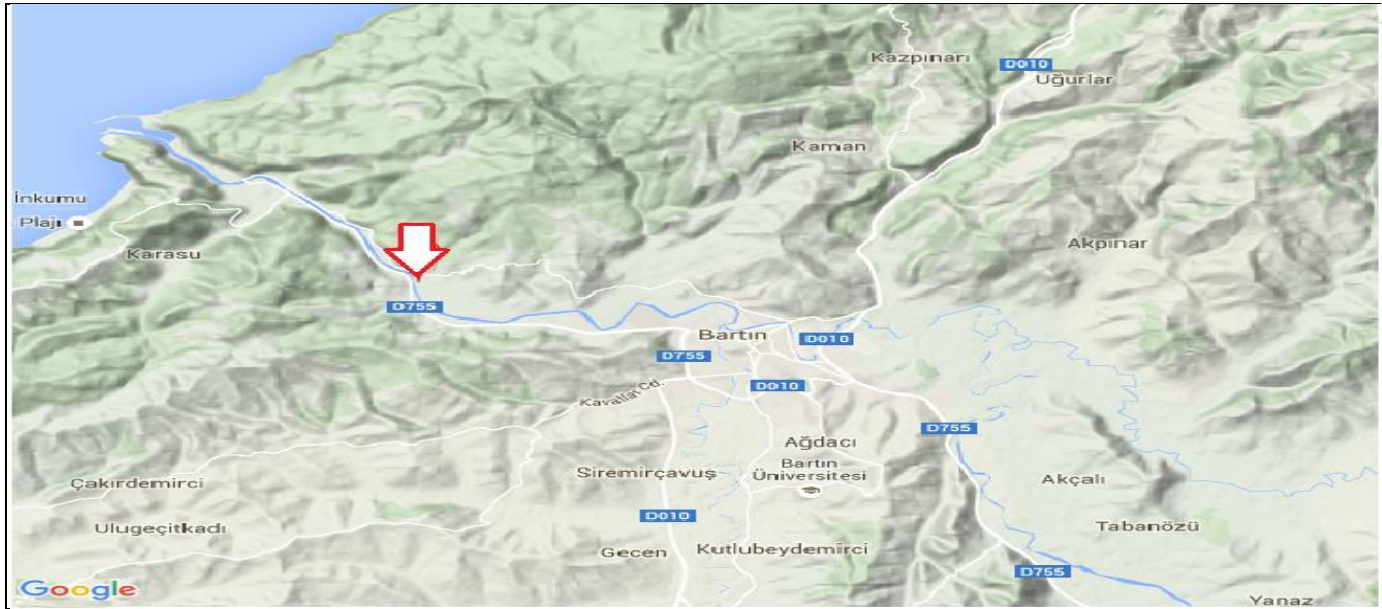 Kazpınarı
D010
Uğurlar
Kaman
İnkumu
Plajı
Karasu
Akpınar
D755
Bartın
D010
D755
D010
Kavaklar Cd.
D755
Ağdacı
Siremirçavuş
Bartın
Üniversitesi
Akçalı
Çakırdemirci
D010
Tabanözü
Ulugeçitkadı
Gecen
Kutlubeydemirci
D755
Google
Yanaz